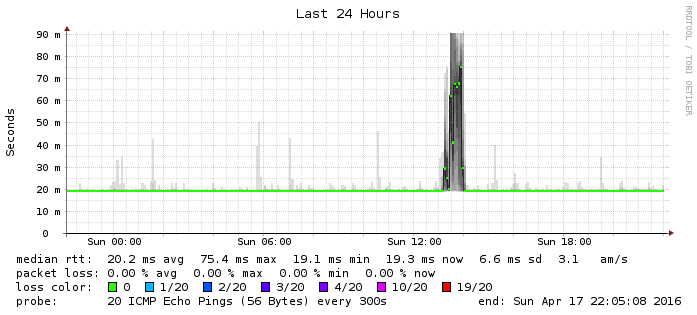 Last 24 Hours
RRDTOOL / TOBI OETIKER
Seconds
90 m
80 m
70 m
60 m
50 m
40 m
30 m
20 m
10 m
0
Sun 00:00 Sun 06:00 Sun 12:00 Sun 18:00
median rtt: 20.2 ms avg 75.4 ms max 19.1 ms min 19.3 ms now 6.6 ms sd 3.1 am/s
packet loss: 0.00 % avg 0.00 % max 0.00 % min 0.00 % now
loss color: 0 1/20 2/20 3/20 4/20 10/20 19/20
probe: 20 ICMP Echo Pings (56 Bytes) every 300s end: Sun Apr 17 22:05:08 2016